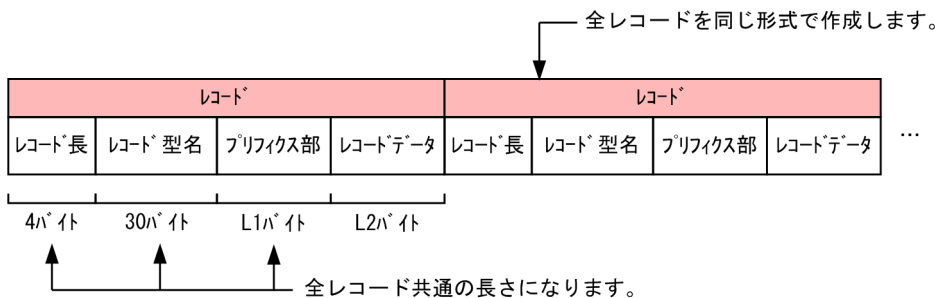 全レコードを同じ形式で作成します。
ﾚｺｰﾄﾞ ﾚｺｰﾄﾞ
ﾚｺｰﾄﾞ長 ﾚｺｰﾄﾞ型名 ﾌﾟﾘﾌｨｸｽ部 ﾚｺｰﾄﾞﾃﾞｰﾀ ﾚｺｰﾄﾞ長 ﾚｺｰﾄﾞ型名 ﾌﾟﾘﾌｨｸｽ部 ﾚｺｰﾄﾞﾃﾞｰﾀ …
4ﾊﾞｲﾄ 30ﾊﾞｲﾄ L1ﾊﾞｲﾄ L2ﾊﾞｲﾄ
全レコード共通の長さになります。